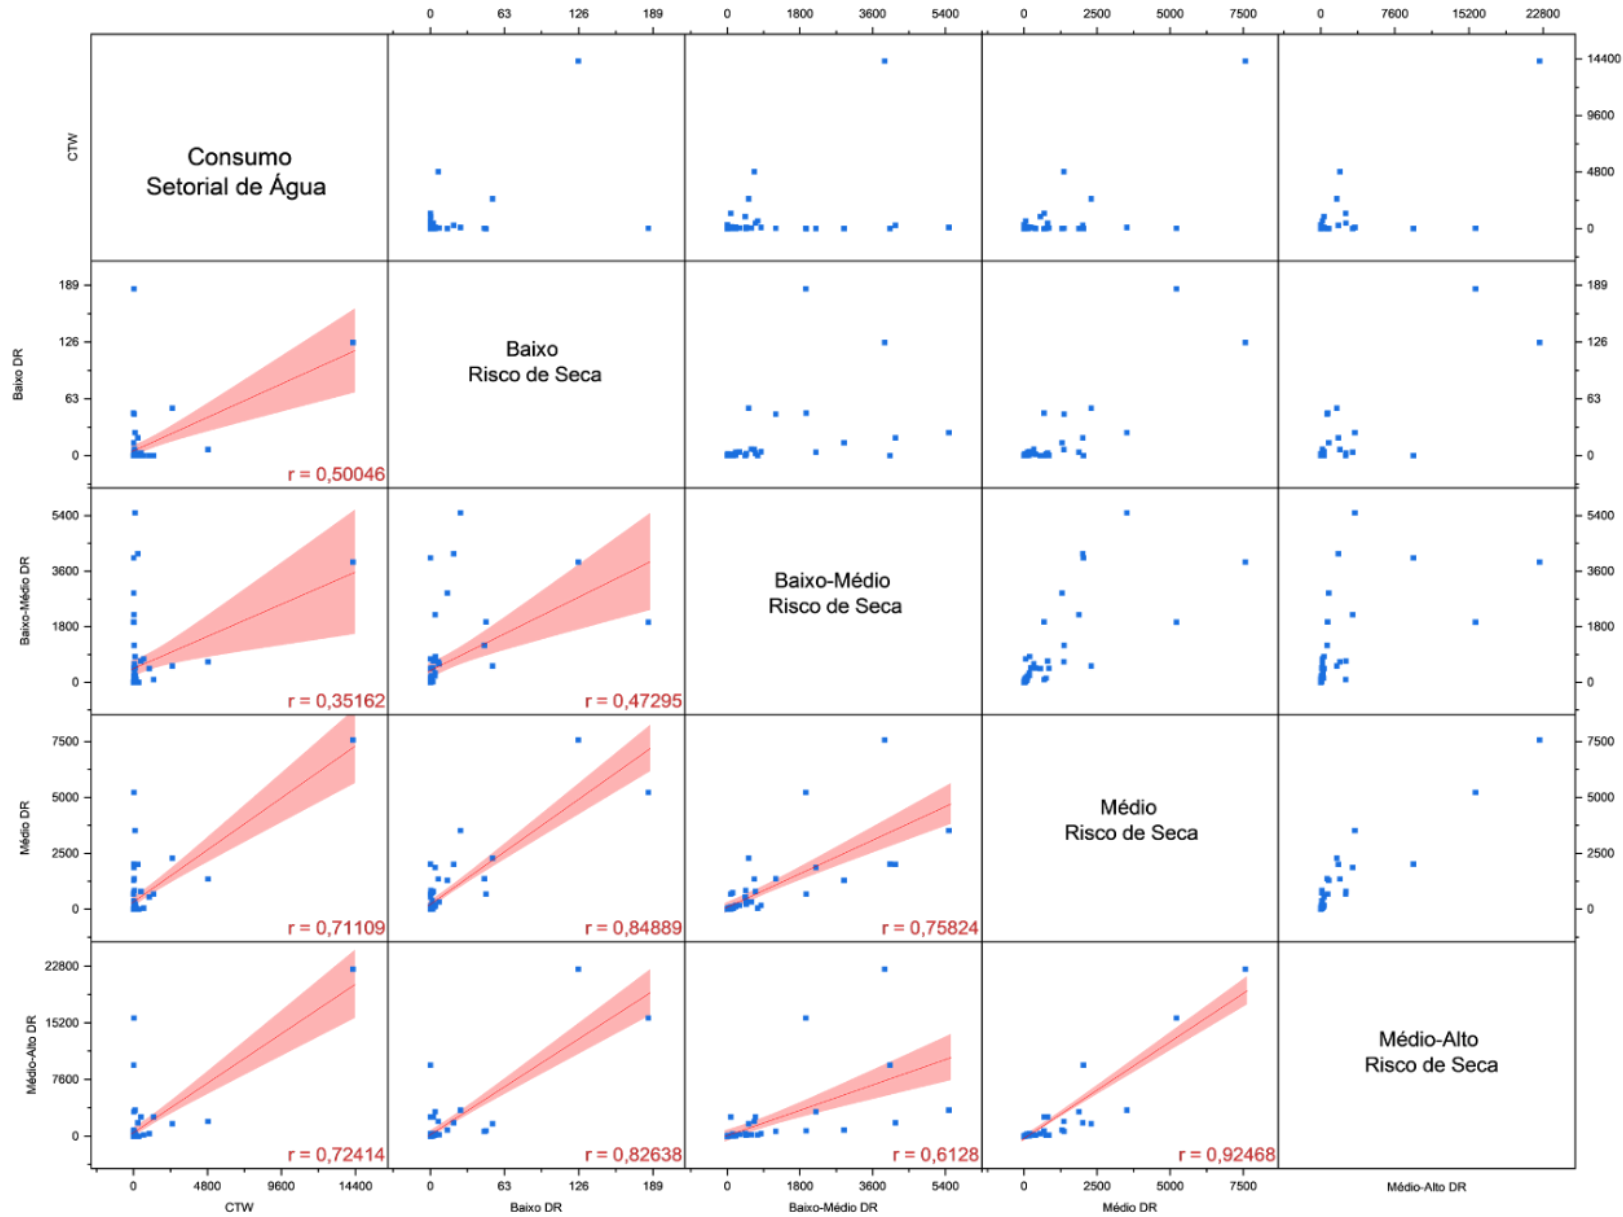 0 63 126 189 0 1800 3600 5400 0 2500 5000 7500 0 7600 15200 22800
CTW
Consumo
Setorial de Água
14400
9600
4800
0
Baixo DR
189
126
63
0
Baixo
Risco de Seca
189
126
63
0
r = 0,50046
Baixo-Médio DR
5400
3600
1800
0
Baixo-Médio
Risco de Seca
5400
3600
1800
0
r = 0,35162
r = 0,47295
Médio DR
7500
5000
2500
0
Médio
Risco de Seca
7500
5000
2500
0
r = 0,71109
r = 0,84889
r = 0,75824
Médio-Alto DR
22800
15200
7600
0
Médio-Alto
Risco de Seca
22800
15200
7600
0
r = 0,72414
r = 0,82638
r = 0,6128
r = 0,92468
0 4800 9600 14400 0 63 126 189 0 1800 3600 5400 0 2500 5000 7500
CTW
Baixo DR
Baixo-Médio DR
Médio DR
Médio-Alto DR